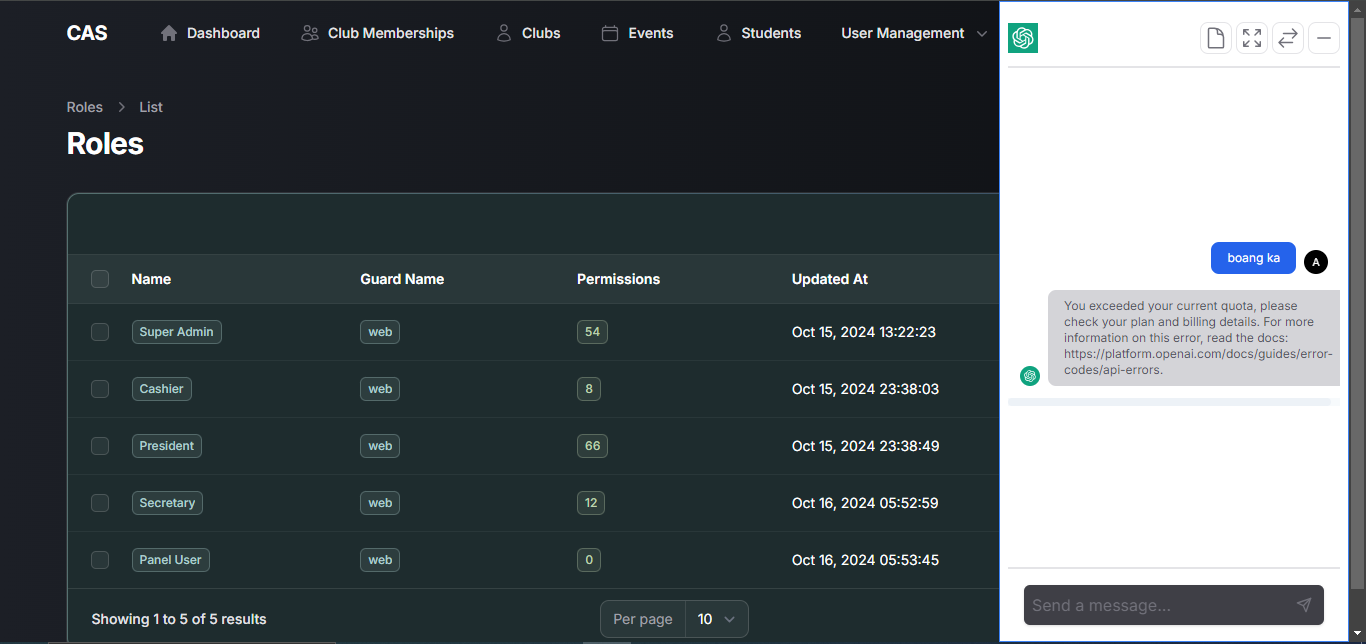 CAS
Dashboard
Club Memberships
Clubs
Events
Students
User Management
Roles
List
Roles
Name Guard Name Permissions Updated At
Super Admin web 54 Oct 15, 2024 13:22:23
Cashier web 8 Oct 15, 2024 23:38:03
President web 66 Oct 15, 2024 23:38:49
Secretary web 12 Oct 16, 2024 05:52:59
Panel User web 0 Oct 16, 2024 05:53:45
Showing 1 to 5 of 5 results
Per page 10
boang ka
A
You exceeded your current quota, please
check your plan and billing details. For more
information on this error, read the docs:
https://platform.openai.com/docs/guides/error-
codes/api-errors.
Send a message...